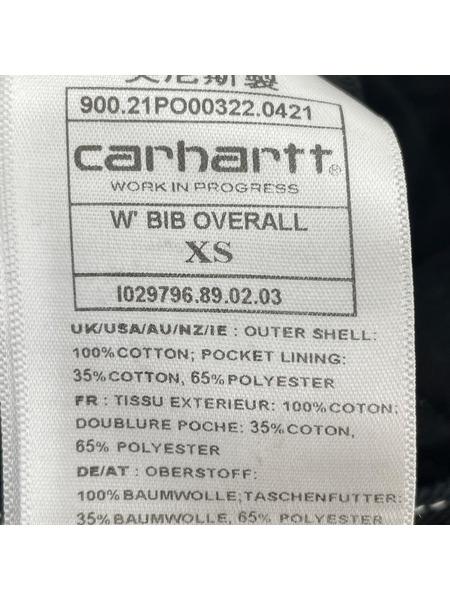 斯製
900.21PO00322.0421
carhartt®
WORK IN PROGRESS
W' BIB OVERALL
XS
I029796.89.02.03
UK/USA/AU/NZ/IE : OUTER SHELL:
100%COTTON; POCKET LINING:
35%COTTON, 65%POLYESTER
FR : TISSU EXTERIEUR: 100%COTON;
DOUBLURE POCHE: 35%COTON,
65% POLYESTER
DE/AT : OBERSTOFF:
100%BAUMWOLLE;TASCHENFUTTER:
35%BAUMWOLLE, 65% POLYESTER